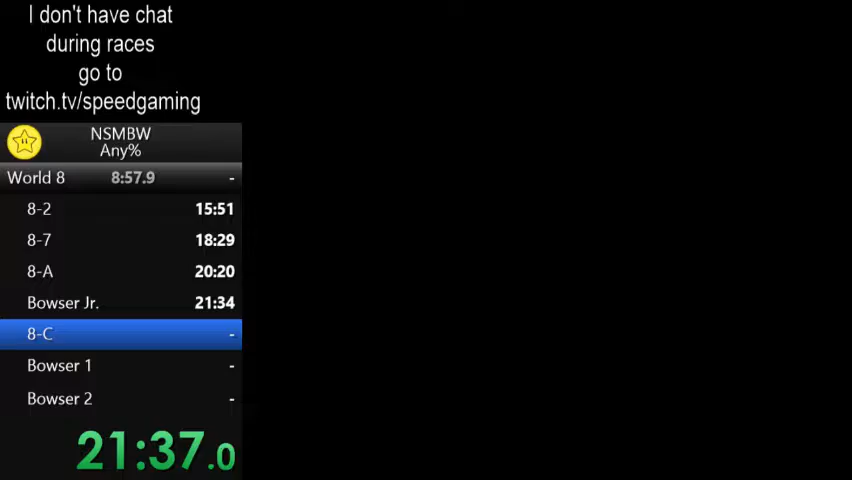 I don't have chat
during races
go to
twitch.tv/speedgaming
NSMBW
Any%
World 8 8:57.9 -
8-2 15:51
8-7 18:29
8-A 20:20
Bowser Jr. 21:34
8-C -
Bowser 1 -
Bowser 2 -
21:37.0